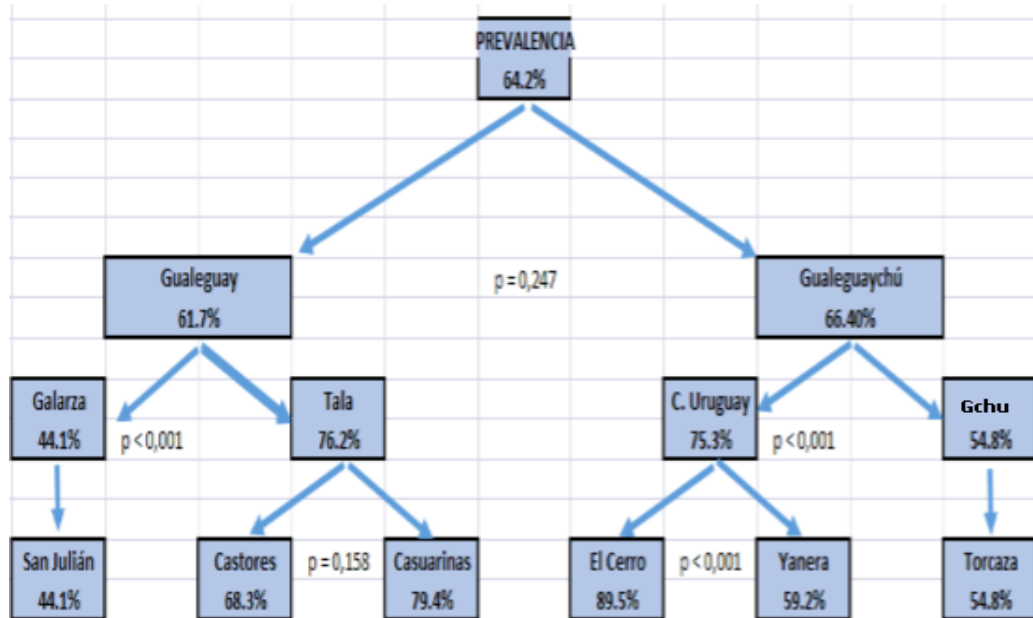 PREVALENCIA
64.2%
Gualeguay
61.7%
p = 0,247
Gualeguaychú
66.40%
Galarza
44.1%
p < 0,001
Tala
76.2%
C. Uruguay
75.3%
p < 0,001
Gchu
54.8%
San Julián
44.1%
Castores
68.3%
p = 0,158
Casuarinas
79.4%
El Cerro
89.5%
p < 0,001
Yanera
59.2%
Torcaza
54.8%